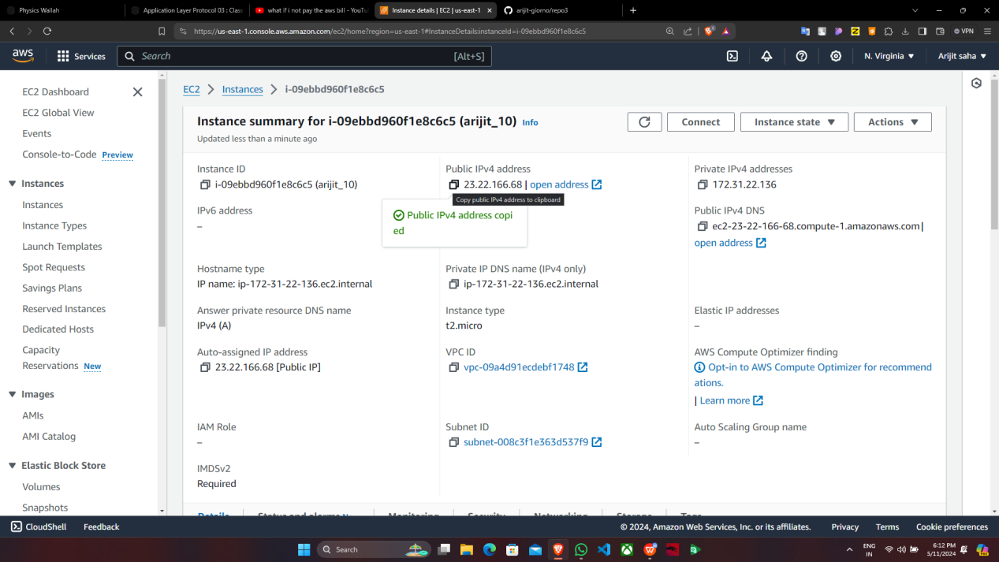 Physics Wallah
Application Layer Protocol 03 : Class
what if i not pay the aws bill - YouTu
Instance details | EC2 | us-east-1
arijit-giorno/repo3
https://us-east-1.console.aws.amazon.com/ec2/home?region=us-east-1#InstanceDetails:instanceId=i-09ebbd960f1e8c6c5
VPN
aws
Services
Search
[Alt+S]
N. Virginia
Arijit saha
EC2 Dashboard
EC2 Global View
Events
Console-to-Code Preview
Instances
Instances
Instance Types
Launch Templates
Spot Requests
Savings Plans
Reserved Instances
Dedicated Hosts
Capacity
Reservations New
Images
AMIs
AMI Catalog
Elastic Block Store
Volumes
Snapshots
EC2 > Instances > i-09ebbd960f1e8c6c5
Instance summary for i-09ebbd960f1e8c6c5 (arijit_10) Info
Updated less than a minute ago
Connect
Instance state
Actions
Instance ID
i-09ebbd960f1e8c6c5 (arijit_10)
Public IPv4 address
23.22.166.68 | open address
Copy public IPv4 address to clipboard
Public IPv4 address copi
ed
Private IPv4 addresses
172.31.22.136
IPv6 address
–
Public IPv4 DNS
ec2-23-22-166-68.compute-1.amazonaws.com |
open address
Hostname type
IP name: ip-172-31-22-136.ec2.internal
Private IP DNS name (IPv4 only)
ip-172-31-22-136.ec2.internal
Answer private resource DNS name
IPv4 (A)
Instance type
t2.micro
Elastic IP addresses
–
Auto-assigned IP address
23.22.166.68 [Public IP]
VPC ID
vpc-09a4d91ecdebf1748
AWS Compute Optimizer finding
Opt-in to AWS Compute Optimizer for recommend
ations.
| Learn more
IAM Role
–
Subnet ID
subnet-008c3f1e363d537f9
Auto Scaling Group name
–
IMDSv2
Required
Details
Status and alarms
Monitoring
Security
Networking
Storage
Tags
CloudShell
Feedback
© 2024, Amazon Web Services, Inc. or its affiliates.
Privacy
Terms
Cookie preferences
Search
ENG
IN
6:12 PM
5/11/2024